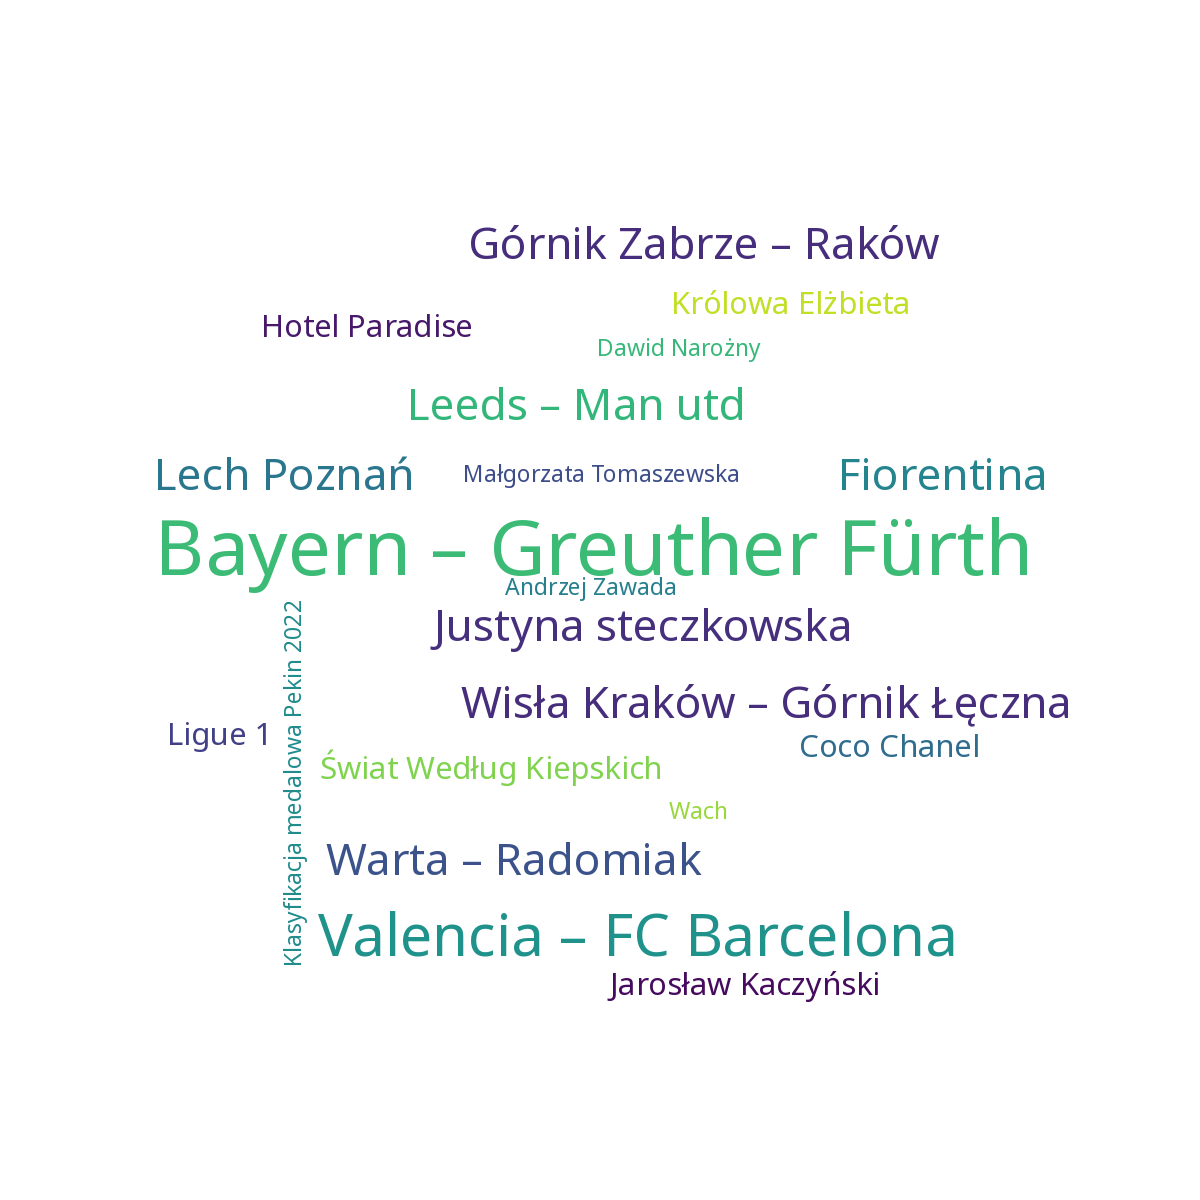 Górnik Zabrze – Raków
Królowa Elżbieta
Hotel Paradise
Dawid Narożny
Leeds – Man utd
Lech Poznań
Małgorzata Tomaszewska
Fiorentina
Bayern – Greuther Fürth
Andrzej Zawada
Justyna steczkowska
Klasyfikacja medalowa Pekin 2022
Wisła Kraków – Górnik Łęczna
Ligue 1
Coco Chanel
Świat Według Kiepskich
Wach
Warta – Radomiak
Valencia – FC Barcelona
Jarosław Kaczyński